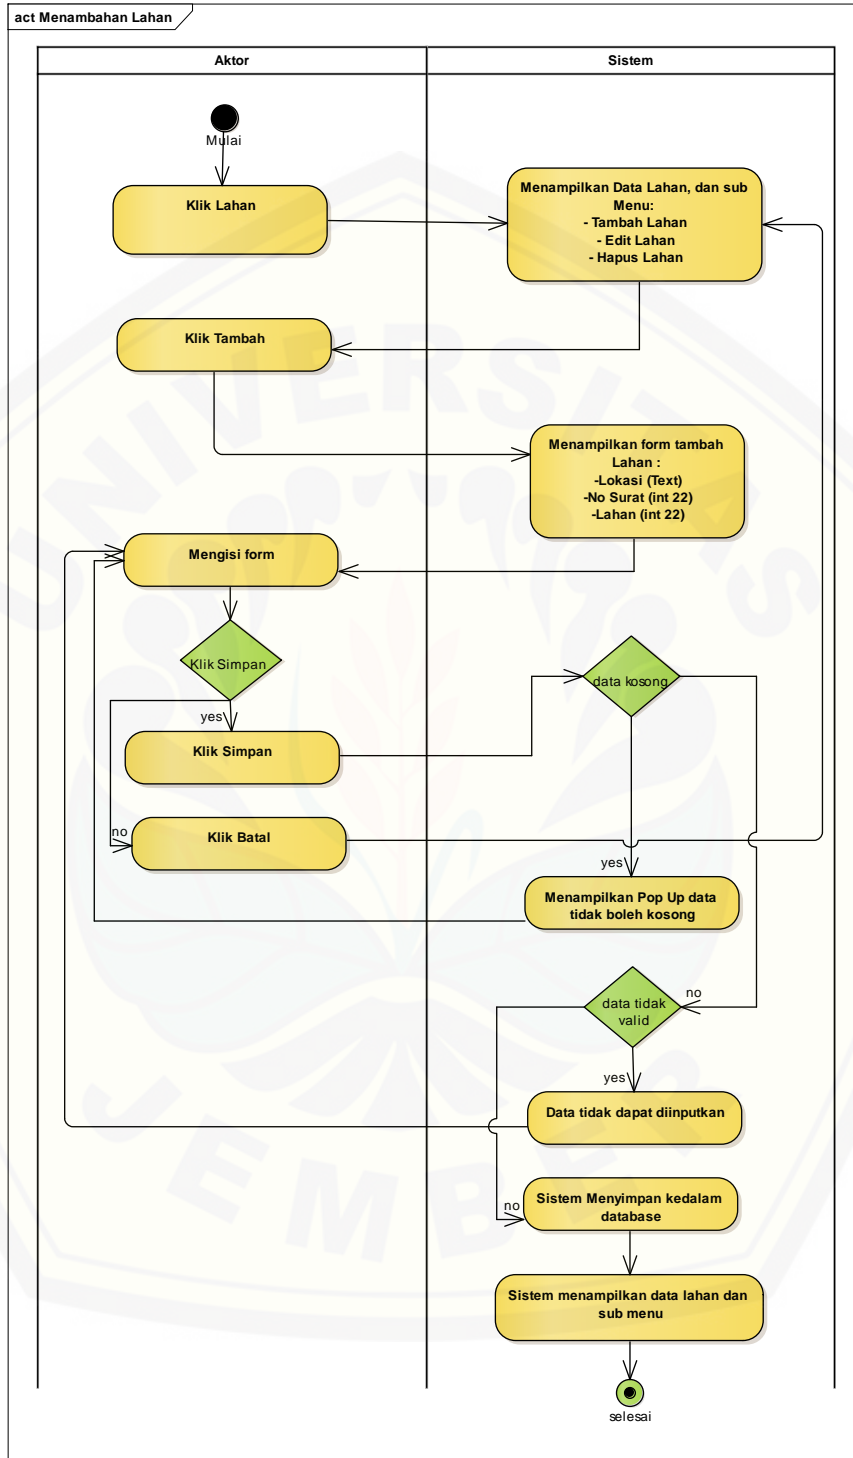 act Menambahan Lahan
Aktor
Sistem
Mulai
Klik Lahan
Menampilkan Data Lahan, dan sub
Menu:
- Tambah Lahan
- Edit Lahan
- Hapus Lahan
Klik Tambah
Menampilkan form tambah
Lahan :
-Lokasi (Text)
-No Surat (int 22)
-Lahan (int 22)
Mengisi form
Klik Simpan
data kosong
yes
Klik Simpan
no
Klik Batal
yes
Menampilkan Pop Up data
tidak boleh kosong
no
data tidak
valid
yes
Data tidak dapat diinputkan
no
Sistem Menyimpan kedalam
database
Sistem menampilkan data lahan dan
sub menu
selesai
UNIVERSITAS
JEMBER